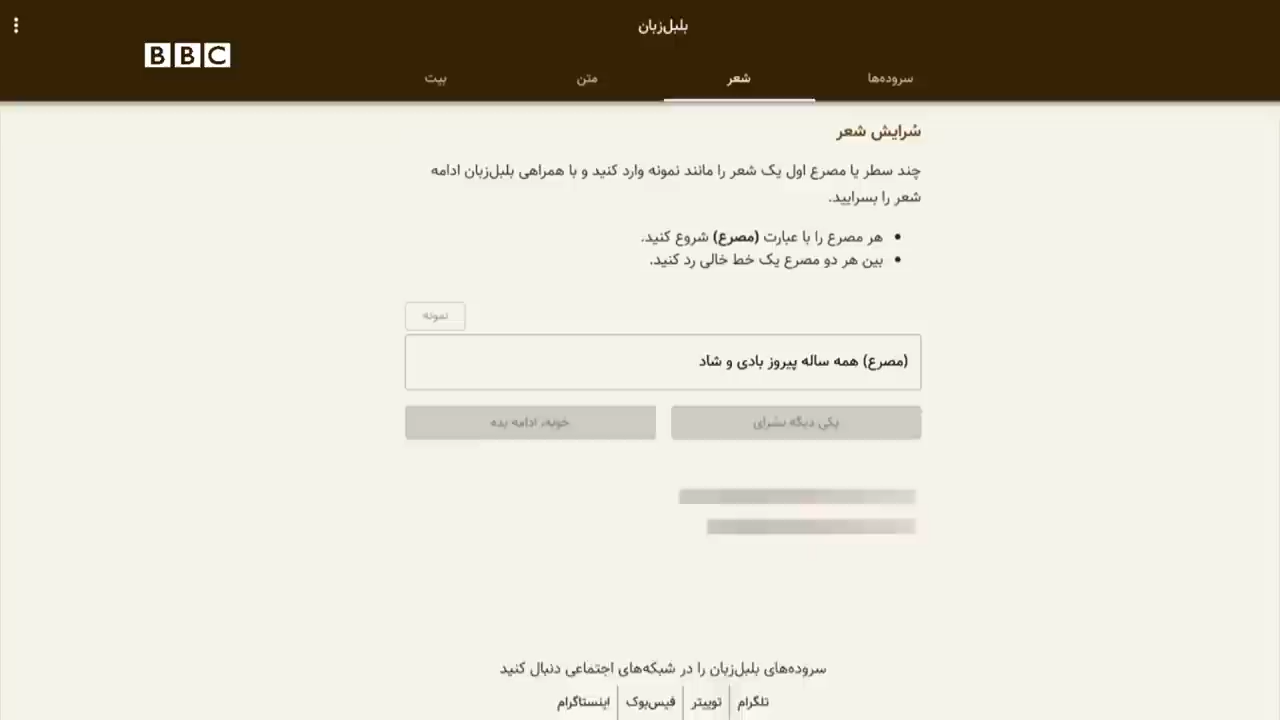 بلبل‌زبان
BBC
سروده‌ها شعر متن بیت
سُرایش شعر
چند سطر یا مصرع اول یک شعر را مانند نمونه وارد کنید و با همراهی بلبل‌زبان ادامه
شعر را بسرایید.
• هر مصرع را با عبارت (مصرع) شروع کنید.
• بین هر دو مصرع یک خط خالی رد کنید.
نمونه
(مصرع) همه ساله پیروز بادی و شاد
یکی دیگه بسُرای خوبه، ادامه بده
سروده‌های بلبل‌زبان را در شبکه‌های اجتماعی دنبال کنید
تلگرام | توییتر | فیس‌بوک | اینستاگرام